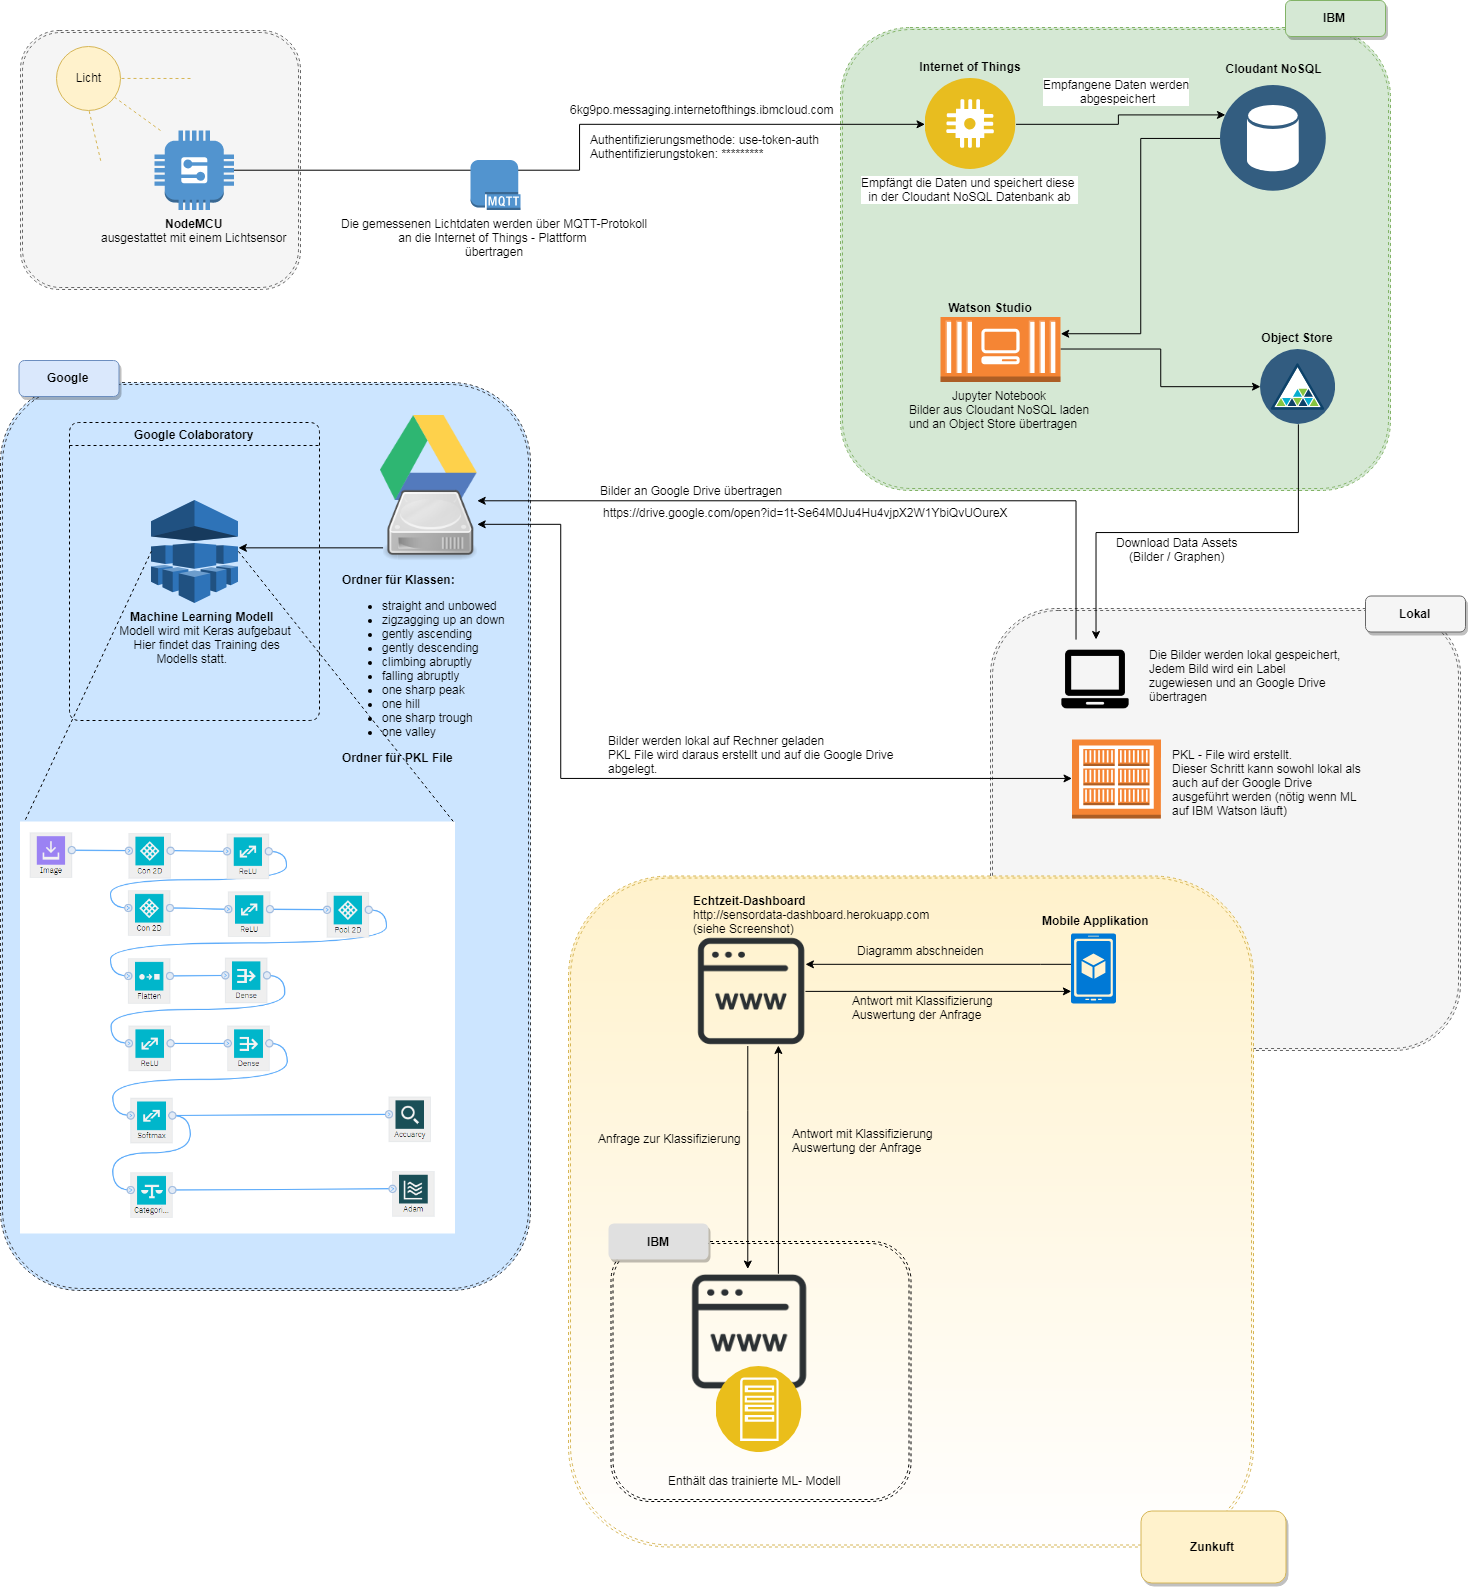 IBM
Licht
NodeMCU
ausgestattet mit einem Lichtsensor
MQTT
Die gemessenen Lichtdaten werden über MQTT-Protokoll
an die Internet of Things - Plattform
übertragen
6kg9po.messaging.internetofthings.ibmcloud.com
Authentifizierungsmethode: use-token-auth
Authentifizierungstoken: *********
Internet of Things
Empfängt die Daten und speichert diese
in der Cloudant NoSQL Datenbank ab
Empfangene Daten werden
abgespeichert
Cloudant NoSQL
Watson Studio
Jupyter Notebook
Bilder aus Cloudant NoSQL laden
und an Object Store übertragen
Object Store
Google
Google Colaboratory
Machine Learning Modell
Modell wird mit Keras aufgebaut
Hier findet das Training des
Modells statt.
Ordner für Klassen:
• straight and unbowed
• zigzagging up an down
• gently ascending
• gently descending
• climbing abruptly
• falling abruptly
• one sharp peak
• one hill
• one sharp trough
• one valley
Ordner für PKL File
Bilder an Google Drive übertragen
https://drive.google.com/open?id=1t-Se64M0Ju4Hu4vjpX2W1YbiQvUOureX
Download Data Assets
(Bilder / Graphen)
Lokal
Die Bilder werden lokal gespeichert,
Jedem Bild wird ein Label
zugewiesen und an Google Drive
übertragen
Bilder werden lokal auf Rechner geladen
PKL File wird daraus erstellt und auf die Google Drive
abgelegt.
PKL - File wird erstellt.
Dieser Schritt kann sowohl lokal als
auch auf der Google Drive
ausgeführt werden (nötig wenn ML
auf IBM Watson läuft)
Image
Con 2D
ReLU
Con 2D
ReLU
Pool 2D
Flatten
Dense
ReLU
Dense
Softmax
Accuarcy
Categori...
Adam
Echtzeit-Dashboard
http://sensordata-dashboard.herokuapp.com
(siehe Screenshot)
www
Diagramm abschneiden
Antwort mit Klassifizierung
Auswertung der Anfrage
Mobile Applikation
Anfrage zur Klassifizierung
Antwort mit Klassifizierung
Auswertung der Anfrage
IBM
www
Enthält das trainierte ML- Modell
Zunkuft